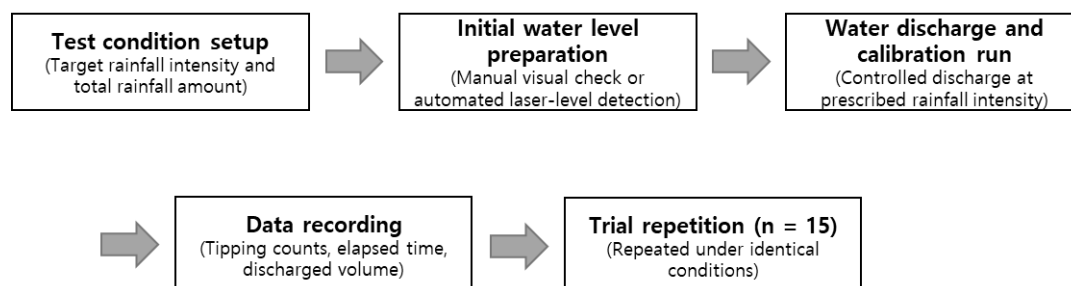 Test condition setup
(Target rainfall intensity and
total rainfall amount)
Initial water level
preparation
(Manual visual check or
automated laser-level detection)
Water discharge and
calibration run
(Controlled discharge at
prescribed rainfall intensity)
Data recording
(Tipping counts, elapsed time,
discharged volume)
Trial repetition (n = 15)
(Repeated under identical
conditions)